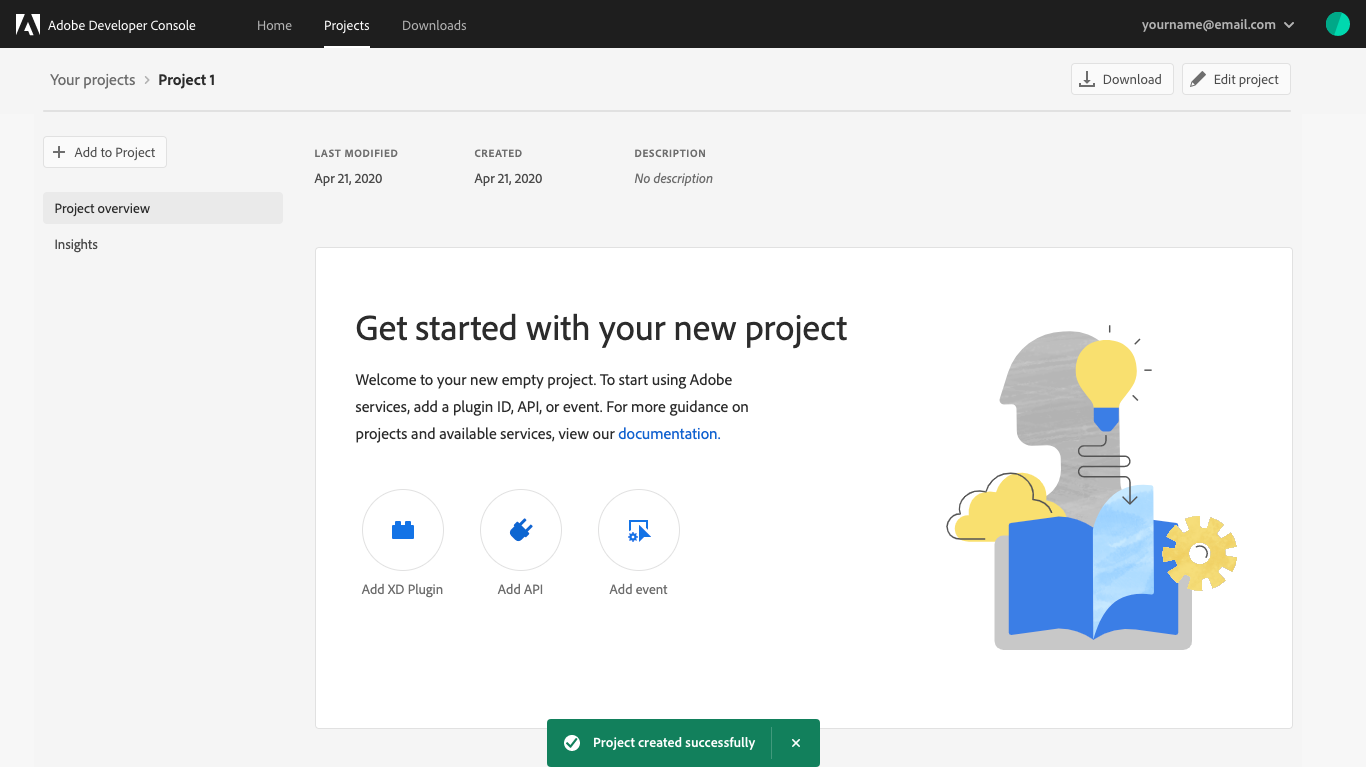 Adobe Developer Console
Home
Projects
Downloads
yourname@email.com
Your projects > Project 1
Download
Edit project
Add to Project
Project overview
Insights
LAST MODIFIED
Apr 21, 2020
CREATED
Apr 21, 2020
DESCRIPTION
No description
Get started with your new project
Welcome to your new empty project. To start using Adobe
services, add a plugin ID, API, or event. For more guidance on
projects and available services, view our documentation.
Add XD Plugin
Add API
Add event
Project created successfully